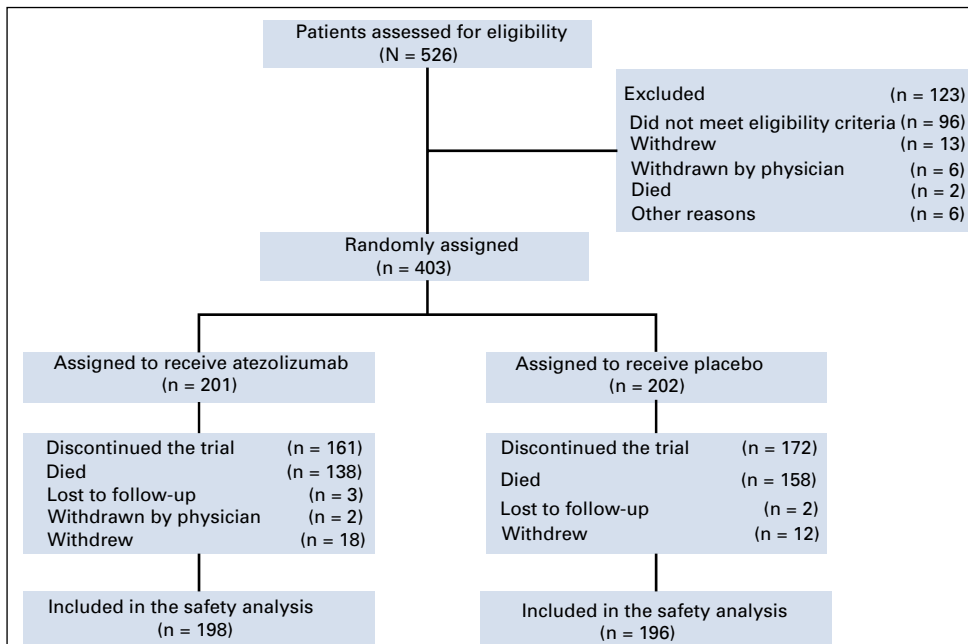 Patients assessed for eligibility
(N = 526)
Excluded (n = 123)
Did not meet eligibility criteria (n = 96)
Withdrew (n = 13)
Withdrawn by physician (n = 6)
Died (n = 2)
Other reasons (n = 6)
Randomly assigned
(n = 403)
Assigned to receive atezolizumab
(n = 201)
Discontinued the trial (n = 161)
Died (n = 138)
Lost to follow-up (n = 3)
Withdrawn by physician (n = 2)
Withdrew (n = 18)
Included in the safety analysis
(n = 198)
Assigned to receive placebo
(n = 202)
Discontinued the trial (n = 172)
Died (n = 158)
Lost to follow-up (n = 2)
Withdrew (n = 12)
Included in the safety analysis
(n = 196)